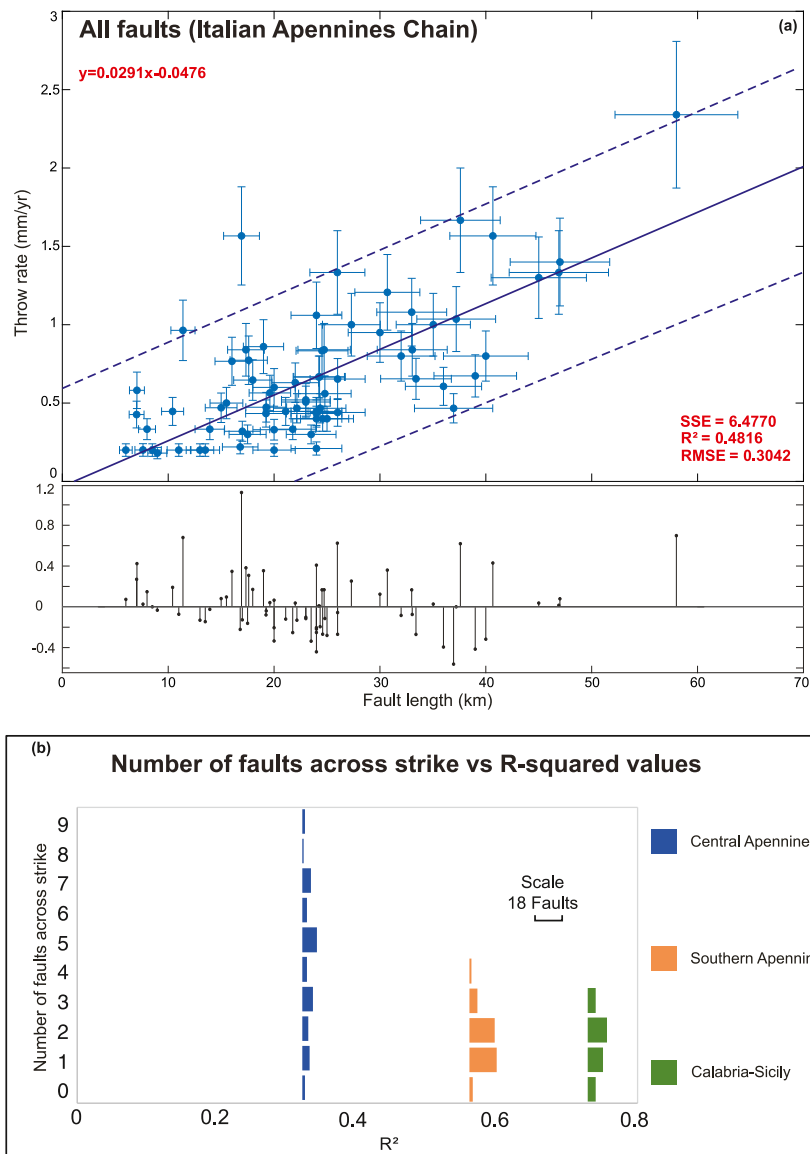 All faults (Italian Apennines Chain)
(a)
y=0.0291x-0.0476
Throw rate (mm/yr)
3
2.5
2
1.5
1
0.5
0
SSE = 6.4770
R² = 0.4816
RMSE = 0.3042
1.2
0.8
0.4
0
-0.4
0 10 20 30 40 50 60 70
Fault length (km)
(b)
Number of faults across strike vs R-squared values
Number of faults across strike
9
8
7
6
5
4
3
2
1
0
Scale
18 Faults
Central Apennine
Southern Apennin
Calabria-Sicily
0 0.2 0.4 0.6 0.8
R²